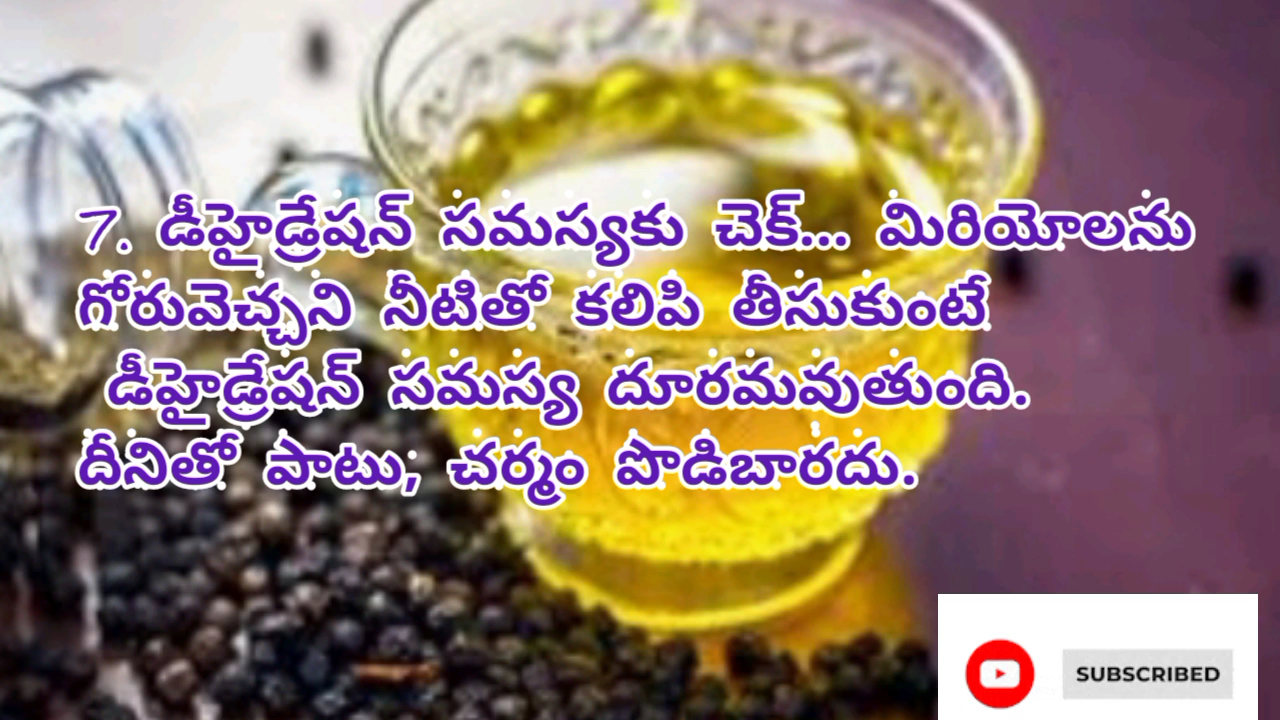 7. డీహైడ్రేషన్ సమస్యకు చెక్... మిరియోలను
గోరువెచ్చని నీటితో కలిపి తీసుకుంటే
డీహైడ్రేషన్ సమస్య దూరమవుతుంది.
దీనితో పాటు; చర్మం పొడిబారదు.
SUBSCRIBED